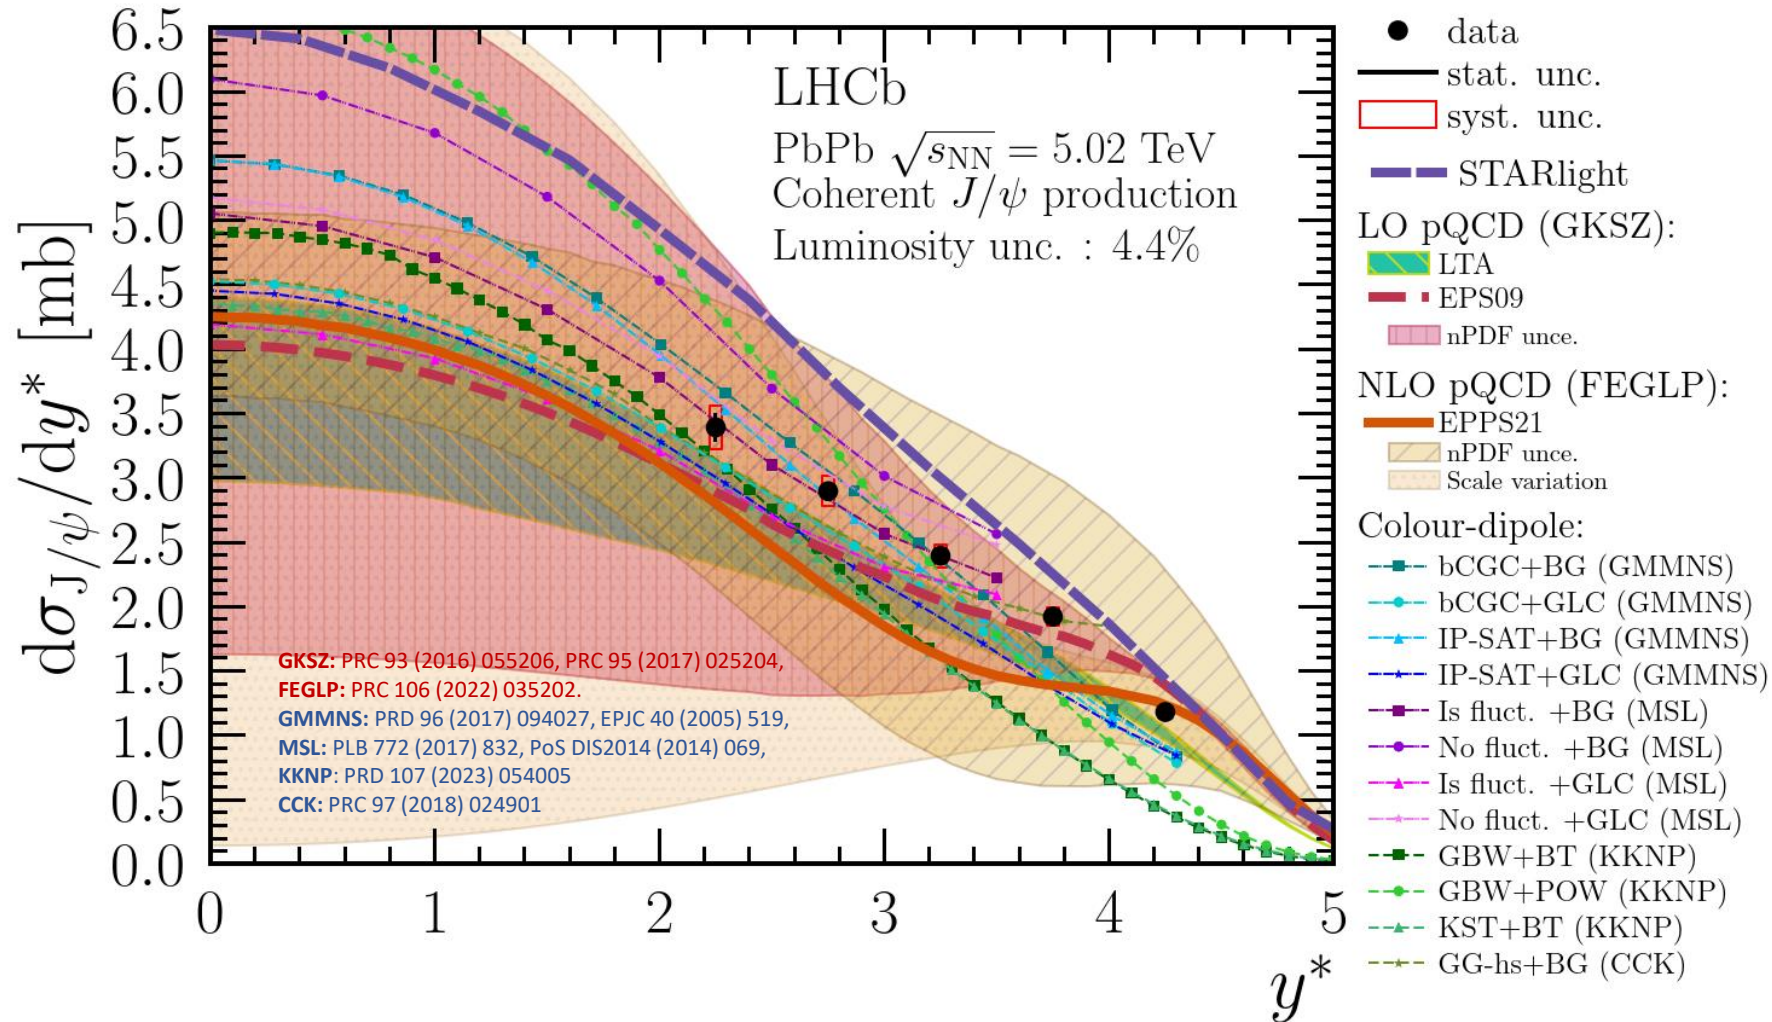 dσJ/ψ/dy* [mb]
6.5
6.0
5.5
5.0
4.5
4.0
3.5
3.0
2.5
2.0
1.5
1.0
0.5
0.0
LHCb
PbPb √sNN = 5.02 TeV
Coherent J/ψ production
Luminosity unc. : 4.4%
GKSZ: PRC 93 (2016) 055206, PRC 95 (2017) 025204,
FEGLP: PRC 106 (2022) 035202.
GMMNS: PRD 96 (2017) 094027, EPJC 40 (2005) 519,
MSL: PLB 772 (2017) 832, PoS DIS2014 (2014) 069,
KKNP: PRD 107 (2023) 054005
CCK: PRC 97 (2018) 024901
0 1 2 3 4 5
y*
data
stat. unc.
syst. unc.
STARlight
LO pQCD (GKSZ):
LTA
EPS09
nPDF unce.
NLO pQCD (FEGLP):
EPPS21
nPDF unce.
Scale variation
Colour-dipole:
bCGC+BG (GMMNS)
bCGC+GLC (GMMNS)
IP-SAT+BG (GMMNS)
IP-SAT+GLC (GMMNS)
Is fluct. +BG (MSL)
No fluct. +BG (MSL)
Is fluct. +GLC (MSL)
No fluct. +GLC (MSL)
GBW+BT (KKNP)
GBW+POW (KKNP)
KST+BT (KKNP)
GG-hs+BG (CCK)